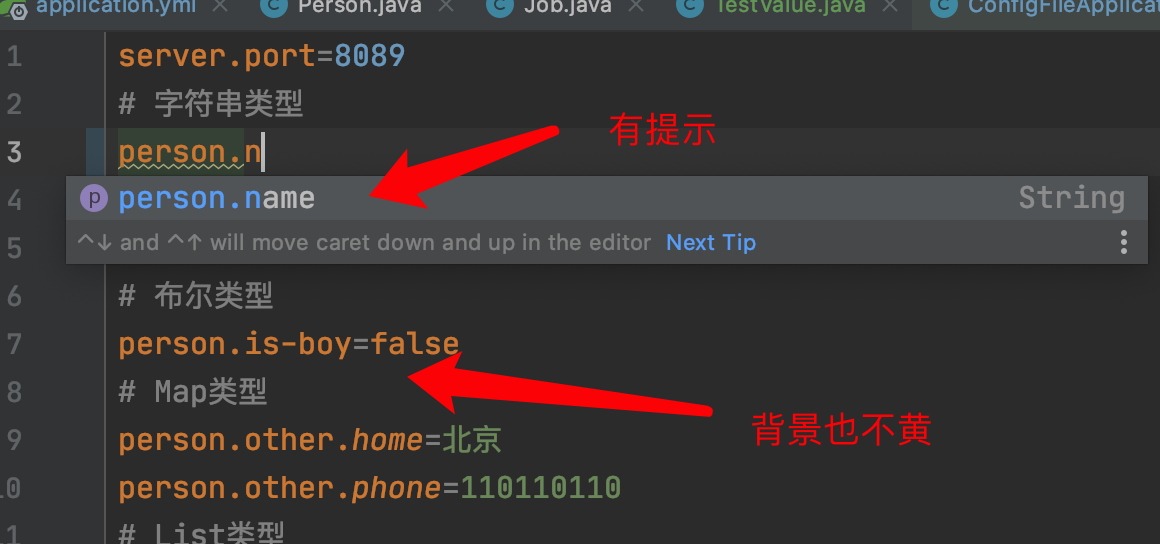 application.yml Person.java Job.java TestValue.java
1 server.port=8089
2 # 字符串类型
有提示
3 person.n
4 p person.name String
5 ^↓ and ^↑ will move caret down and up in the editor Next Tip
6 # 布尔类型
7 person.is-boy=false
8 # Map类型
背景也不黄
9 person.other.home=北京
10 person.other.phone=110110110
11 # List类型